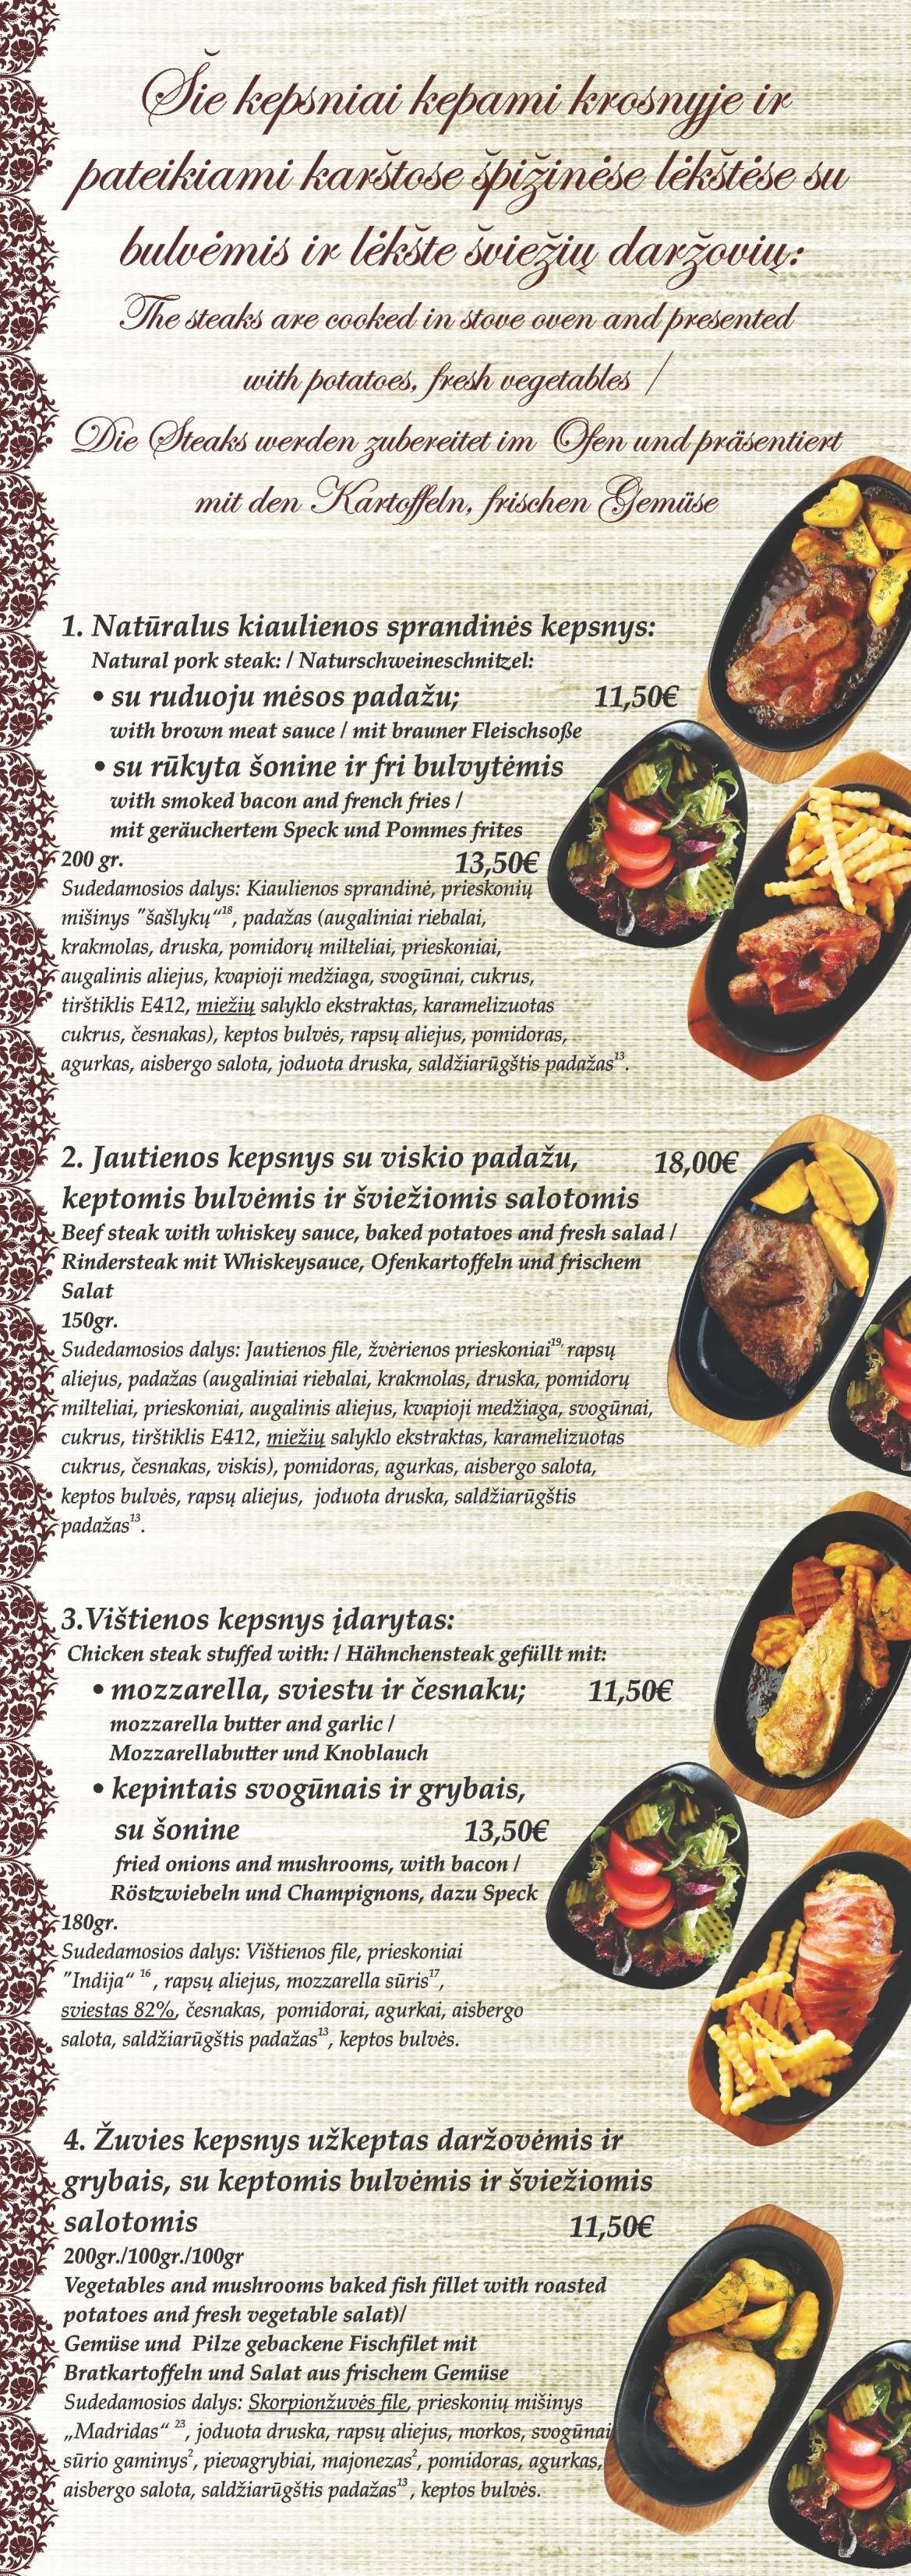 Šie kepsniai kepami krosnyje ir
pateikiami karštose špižinėse lėkštėse su
bulvėmis ir lėkšte šviežių daržovių:
The steaks are cooked in stove oven and presented
with potatoes, fresh vegetables /
Die Steaks werden zubereitet im Ofen und präsentiert
mit den Kartoffeln, frischen Gemüse
1. Natūralus kiaulienos sprandinės kepsnys:
Natural pork steak: / Naturschweineschnitzel:
• su ruduoju mėsos padažu; 11,50€
with brown meat sauce / mit brauner Fleischsoße
• su rūkyta šonine ir fri bulvytėmis
with smoked bacon and french fries /
mit geräuchertem Speck und Pommes frites
200 gr. 13,50€
Sudedamosios dalys: Kiaulienos sprandinė, prieskonių
mišinys "šašlykų“¹⁸, padažas (augaliniai riebalai,
krakmolas, druska, pomidorų milteliai, prieskoniai,
augalinis aliejus, kvapioji medžiaga, svogūnai, cukrus,
tirštiklis E412, miežių salyklo ekstraktas, karamelizuotas
cukrus, česnakas), keptos bulvės, rapsų aliejus, pomidoras,
agurkas, aisbergo salota, joduota druska, saldžiarūgštis padažas¹³.
2. Jautienos kepsnys su viskio padažu, 18,00€
keptomis bulvėmis ir šviežiomis salotomis
Beef steak with whiskey sauce, baked potatoes and fresh salad /
Rindersteak mit Whiskeysauce, Ofenkartoffeln und frischem
Salat
150gr.
Sudedamosios dalys: Jautienos file, žvėrienos prieskoniai¹⁹, rapsų
aliejus, padažas (augaliniai riebalai, krakmolas, druska, pomidorų
milteliai, prieskoniai, augalinis aliejus, kvapioji medžiaga, svogūnai,
cukrus, tirštiklis E412, miežių salyklo ekstraktas, karamelizuotas
cukrus, česnakas, viskis), pomidoras, agurkas, aisbergo salota,
keptos bulvės, rapsų aliejus, joduota druska, saldžiarūgštis
padažas¹³.
3.Vištienos kepsnys įdarytas:
Chicken steak stuffed with: / Hähnchensteak gefüllt mit:
• mozzarella, sviestu ir česnaku; 11,50€
mozzarella butter and garlic /
Mozzarellabutter und Knoblauch
• kepintais svogūnais ir grybais,
su šonine 13,50€
fried onions and mushrooms, with bacon /
Röstzwiebeln und Champignons, dazu Speck
180gr.
Sudedamosios dalys: Vištienos file, prieskoniai
"Indija“ ¹⁶, rapsų aliejus, mozzarella sūris¹⁷,
sviestas 82%, česnakas, pomidorai, agurkai, aisbergo
salota, saldžiarūgštis padažas¹³, keptos bulvės.
4. Žuvies kepsnys užkeptas daržovėmis ir
grybais, su keptomis bulvėmis ir šviežiomis
salotomis 11,50€
200gr./100gr./100gr
Vegetables and mushrooms baked fish fillet with roasted
potatoes and fresh vegetable salat)/
Gemüse und Pilze gebackene Fischfilet mit
Bratkartoffeln und Salat aus frischem Gemüse
Sudedamosios dalys: Skorpionžuvės file, prieskonių mišinys
„Madridas“ ²³, joduota druska, rapsų aliejus, morkos, svogūnai
sūrio gaminys², pievagrybiai, majonezas², pomidoras, agurkas,
aisbergo salota, saldžiarūgštis padažas¹³, keptos bulvės.